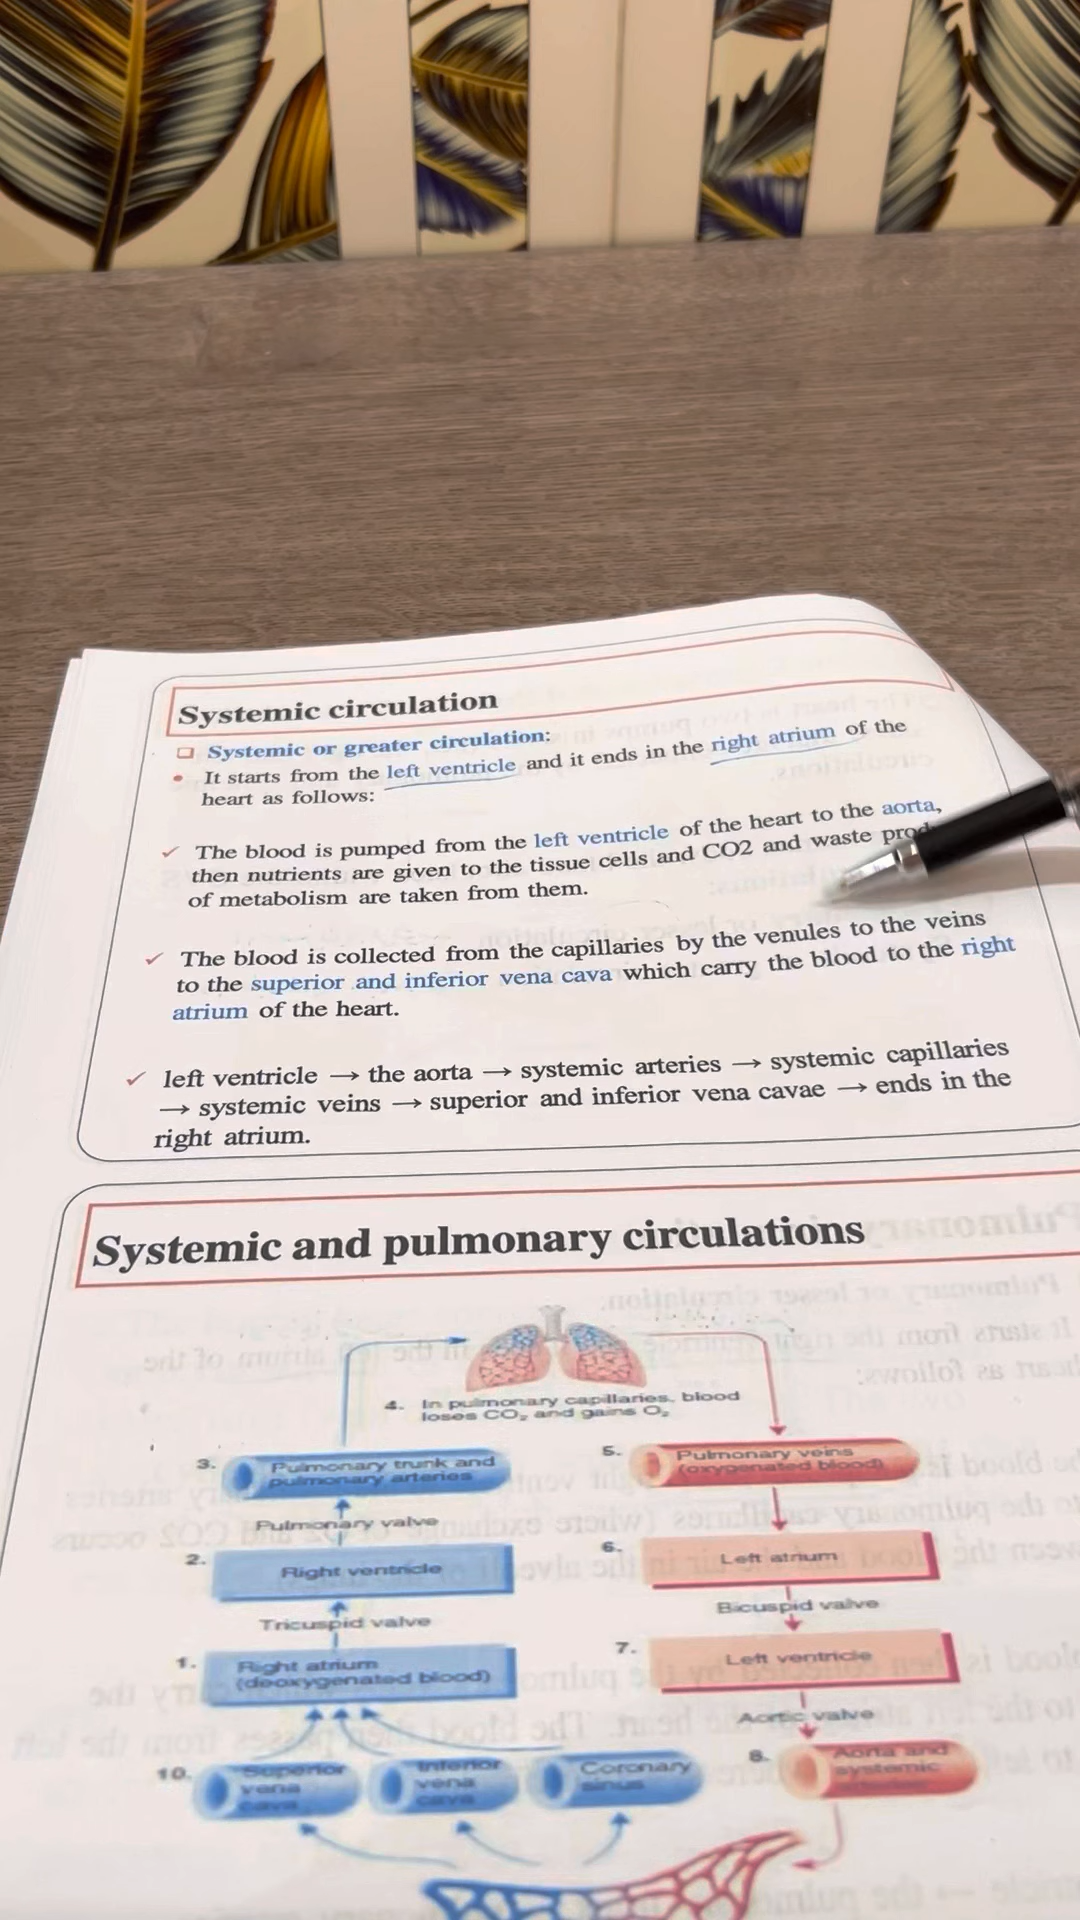 Systemic circulation
Systemic or greater circulation:
It starts from the left ventricle and it ends in the right atrium of the
heart as follows:
The blood is pumped from the left ventricle of the heart to the aorta,
then nutrients are given to the tissue cells and CO2 and waste
of metabolism are taken from them.
The blood is collected from the capillaries by the venules to the veins
to the superior and inferior vena cava which carry the blood to the right
atrium of the heart.
left ventricle → the aorta → systemic arteries → systemic capillaries
→ systemic veins → superior and inferior vena cavae → ends in the
right atrium.
Systemic and pulmonary circulations
4. In pulmonary capillaries, blood
loses CO₂ and gains O₂
3. Pulmonary trunk and
pulmonary arteries
5. Pulmonary veins
(oxygenated blood)
Pulmonary valve
2. Right ventricle
6. Left atrium
Tricuspid valve
Bicuspid valve
1. Right atrium
(deoxygenated blood)
7. Left ventricle
Aortic valve
10. Superior
vena
cava
Inferior
vena
cava
Coronary
sinus
8. Aorta and
systemic